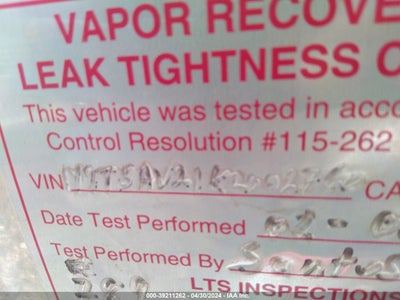 VAPOR RECOVE
LEAK TIGHTNESS C
This vehicle was tested in acco
Control Resolution #115-262
VIN CA
Date Test Performed
Test Performed By
LTS INSPECTIONS
000-39211262 - 04/30/2024 - IAA Inc.